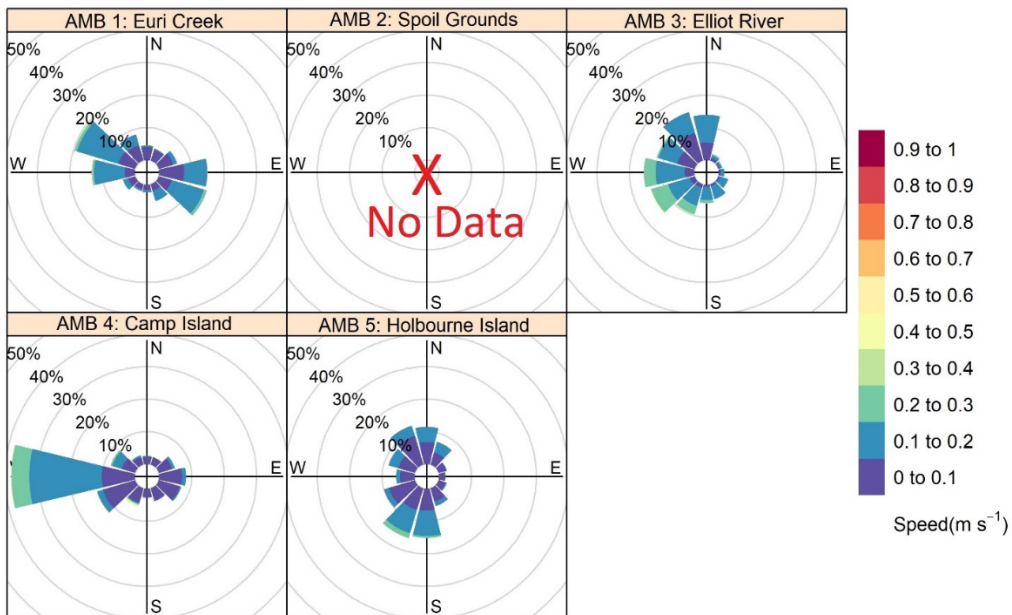 AMB 1: Euri Creek
AMB 2: Spoil Grounds
AMB 3: Elliot River
N
50%
40%
30%
20%
10%
W
E
S
N
50%
40%
30%
20%
10%
W
E
X
No Data
S
N
50%
40%
30%
20%
10%
W
E
S
AMB 4: Camp Island
AMB 5: Holbourne Island
N
50%
40%
30%
20%
10%
E
S
N
50%
40%
30%
20%
10%
W
E
S
0.9 to 1
0.8 to 0.9
0.7 to 0.8
0.6 to 0.7
0.5 to 0.6
0.4 to 0.5
0.3 to 0.4
0.2 to 0.3
0.1 to 0.2
0 to 0.1
Speed(m s⁻¹)